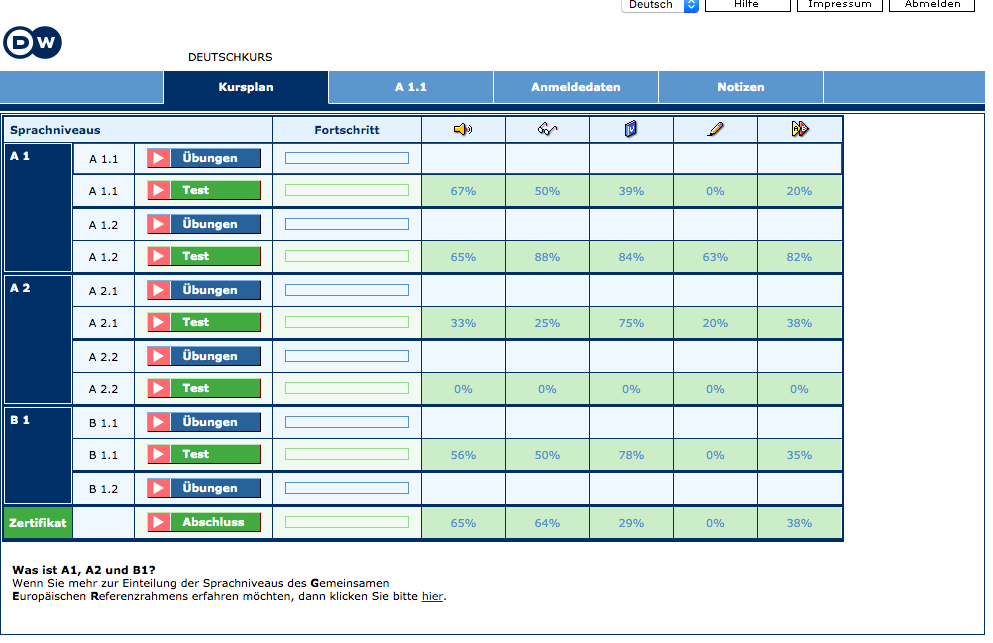 Deutsch Hilfe Impressum Abmelden
DW
DEUTSCHKURS
Kursplan A 1.1 Anmeldedaten Notizen
Sprachniveaus Fortschritt
A 1 A 1.1 Übungen
A 1.1 Test 67% 50% 39% 0% 20%
A 1.2 Übungen
A 1.2 Test 65% 88% 84% 63% 82%
A 2 A 2.1 Übungen
A 2.1 Test 33% 25% 75% 20% 38%
A 2.2 Übungen
A 2.2 Test 0% 0% 0% 0% 0%
B 1 B 1.1 Übungen
B 1.1 Test 56% 50% 78% 0% 35%
B 1.2 Übungen
Zertifikat Abschluss 65% 64% 29% 0% 38%
Was ist A1, A2 und B1?
Wenn Sie mehr zur Einteilung der Sprachniveaus des Gemeinsamen
Europäischen Referenzrahmens erfahren möchten, dann klicken Sie bitte hier.